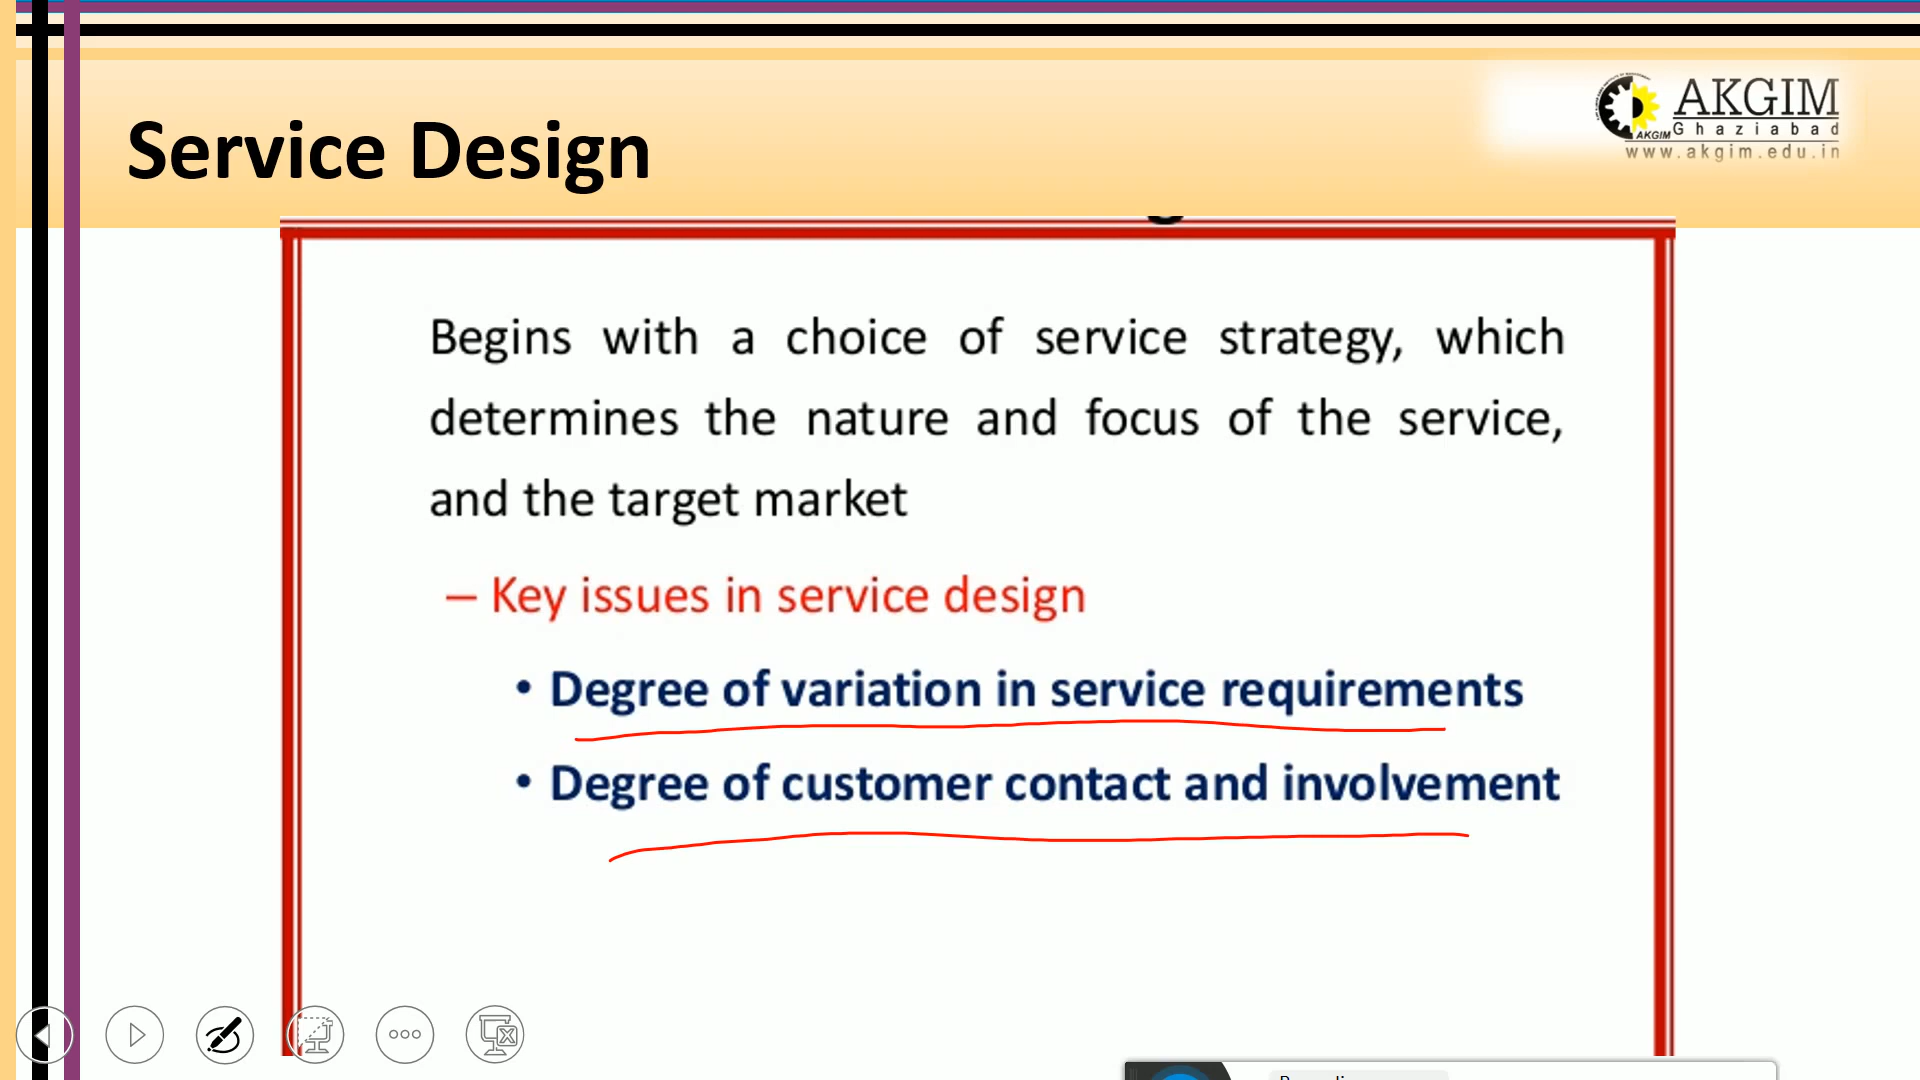 Service Design
AKGIM
AKGIM
Ghaziabad
www.akgim.edu.in
Begins with a choice of service strategy, which
determines the nature and focus of the service,
and the target market
– Key issues in service design
• Degree of variation in service requirements
• Degree of customer contact and involvement